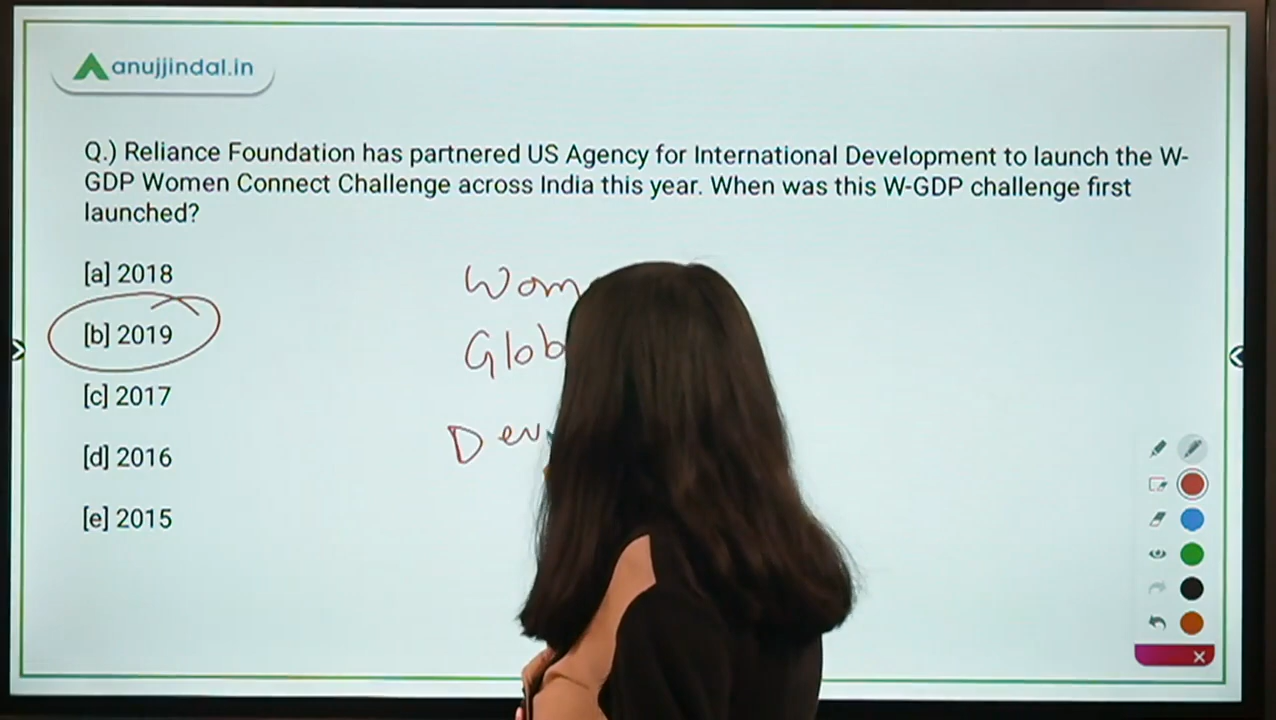 anujjindal.in
Q.) Reliance Foundation has partnered US Agency for International Development to launch the W-
GDP Women Connect Challenge across India this year. When was this W-GDP challenge first
launched?
[a] 2018
[b] 2019
[c] 2017
[d] 2016
[e] 2015
Wom
Glob
Dev